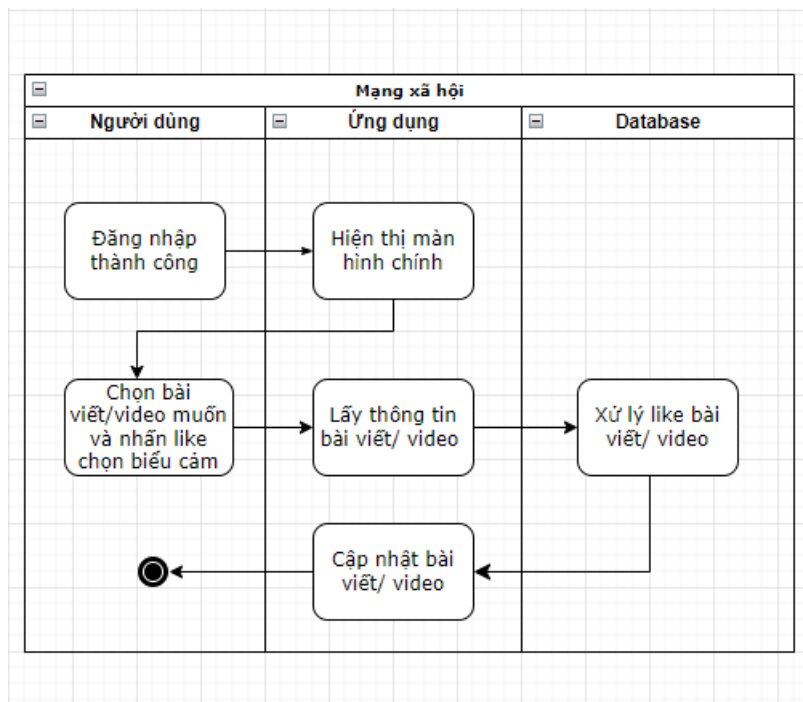 Mạng xã hội
Người dùng
Ứng dụng
Database
Đăng nhập
thành công
Hiện thị màn
hình chính
Chọn bài
viết/video muốn
và nhấn like
chọn biểu cảm
Lấy thông tin
bài viết/ video
Xử lý like bài
viết/ video
Cập nhật bài
viết/ video